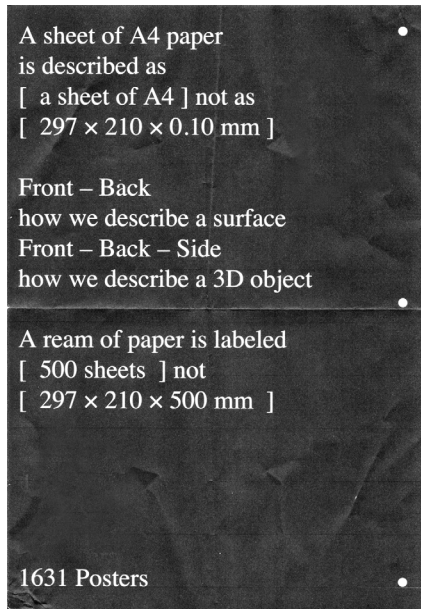 A sheet of A4 paper
is described as
[ a sheet of A4 ] not as
[ 297 × 210 × 0.10 mm ]
Front – Back
how we describe a surface
Front – Back – Side
how we describe a 3D object
A ream of paper is labeled
[ 500 sheets ] not
[ 297 × 210 × 500 mm ]
1631 Posters